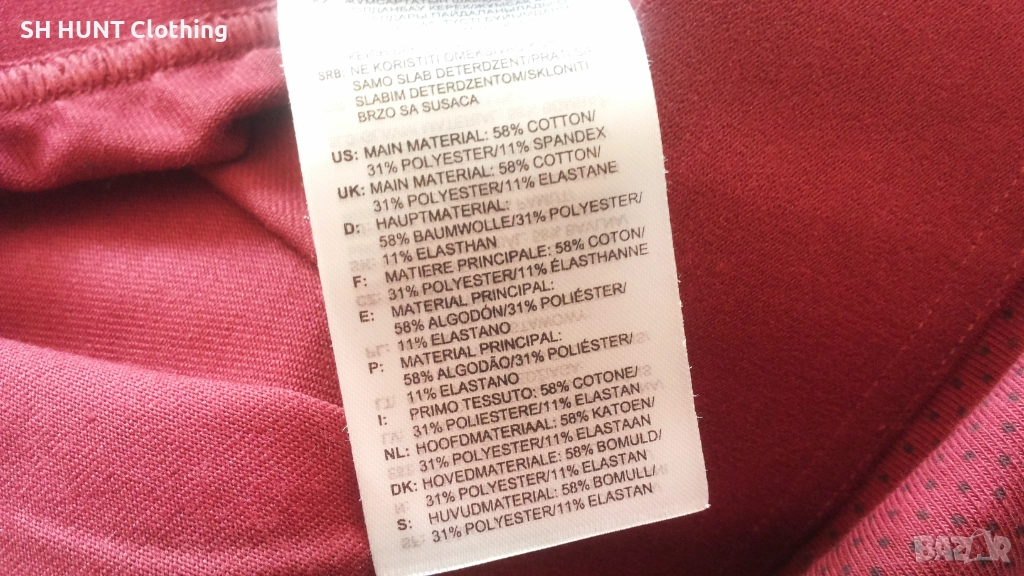 SH HUNT Clothing
SRB: NE KORISTITI
SAMO SLAB DETERDZENT/PRATI SA
SLABIM DETERDZENTOM/SKLONITI
BRZO SA SUSACA
US: MAIN MATERIAL: 58% COTTON/
31% POLYESTER/11% SPANDEX
UK: MAIN MATERIAL: 58% COTTON/
31% POLYESTER/11% ELASTANE
D: HAUPTMATERIAL:
58% BAUMWOLLE/31% POLYESTER/
11% ELASTHAN
F: MATIERE PRINCIPALE: 58% COTON/
31% POLYESTER/11% ÉLASTHANNE
E: MATERIAL PRINCIPAL:
58% ALGODÓN/31% POLIÉSTER/
11% ELASTANO
P: MATERIAL PRINCIPAL:
58% ALGODÃO/31% POLIÉSTER/
11% ELASTANO
I: PRIMO TESSUTO: 58% COTONE/
31% POLIESTERE/11% ELASTAN
NL: HOOFDMATERIAAL: 58% KATOEN/
31% POLYESTER/11% ELASTAAN
DK: HOVEDMATERIALE: 58% BOMULD/
31% POLYESTER/11% ELASTAN
S: HUVUDMATERIAL: 58% BOMULL/
31% POLYESTER/11% ELASTAN
BAZAR